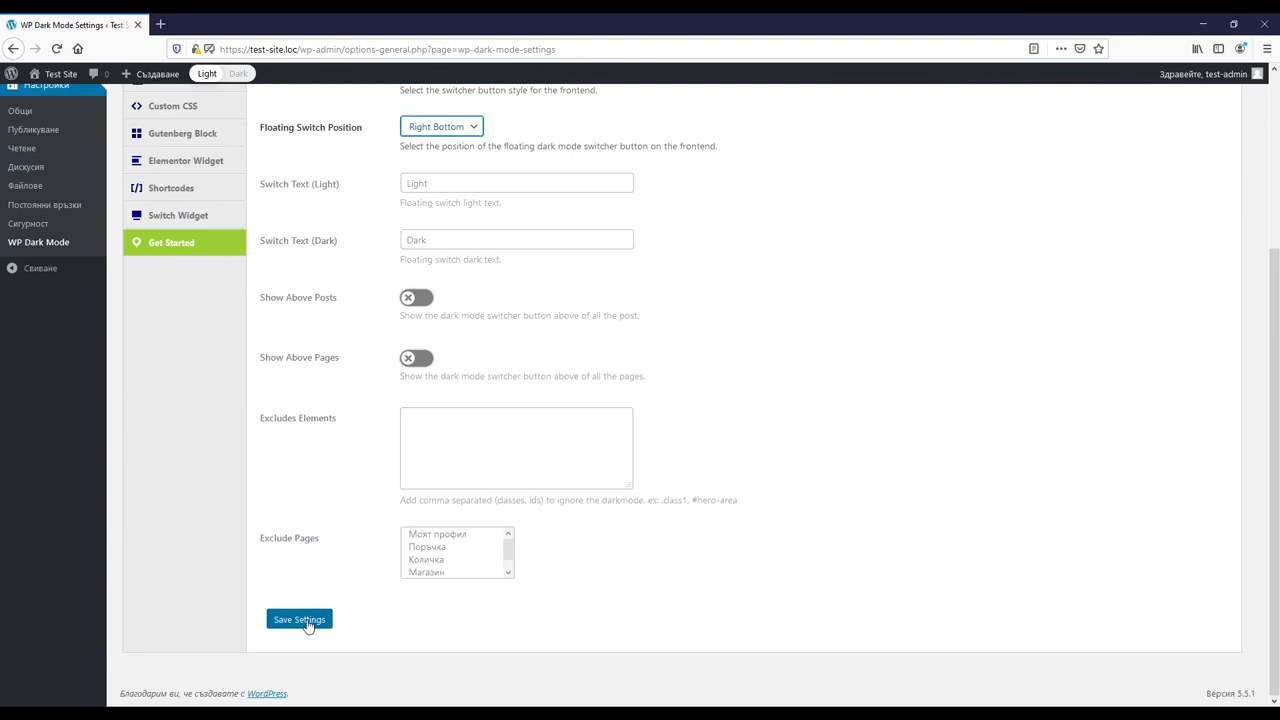 WP Dark Mode Settings ‹ Test S
https://test-site.loc/wp-admin/options-general.php?page=wp-dark-mode-settings
Test Site
0
Създаване
Light
Dark
Здравейте, test-admin
Настройки
Общи
Публикуване
Четене
Дискусия
Файлове
Постоянни връзки
Сигурност
WP Dark Mode
Свиване
Custom CSS
Gutenberg Block
Elementor Widget
Shortcodes
Switch Widget
Get Started
Select the switcher button style for the frontend.
Floating Switch Position
Right Bottom
Select the position of the floating dark mode switcher button on the frontend.
Switch Text (Light)
Light
Floating switch light text.
Switch Text (Dark)
Dark
Floating switch dark text.
Show Above Posts
Show the dark mode switcher button above of all the post.
Show Above Pages
Show the dark mode switcher button above of all the pages.
Excludes Elements
Add comma separated (classes, ids) to ignore the darkmode. ex: .class1, #hero-area
Exclude Pages
Моят профил
Поръчка
Количка
Магазин
Save Settings
Благодарим ви, че създавате с WordPress.
Версия 5.5.1